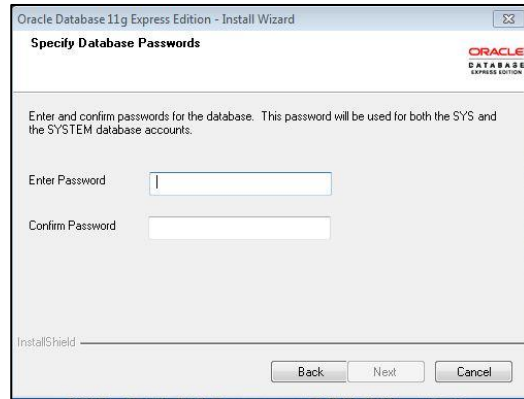 Oracle Database 11g Express Edition - Install Wizard
Specify Database Passwords
ORACLE
DATABASE
EXPRESS EDITION
Enter and confirm passwords for the database. This password will be used for both the SYS and
the SYSTEM database accounts.
Enter Password
Confirm Password
InstallShield
Back
Next
Cancel